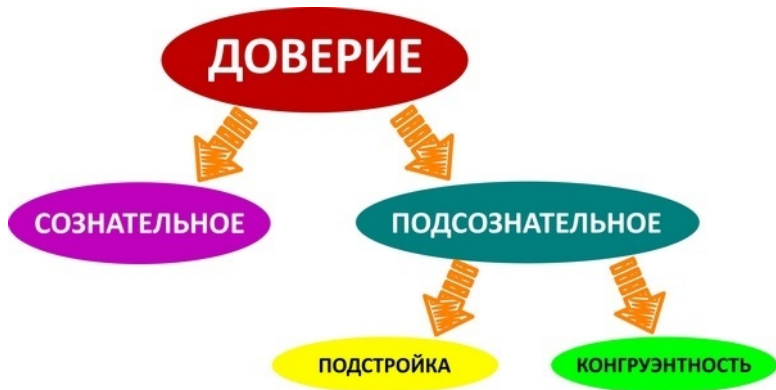 ДОВЕРИЕ
СОЗНАТЕЛЬНОЕ
ПОДСОЗНАТЕЛЬНОЕ
ПОДСТРОЙКА
КОНГРУЭНТНОСТЬ